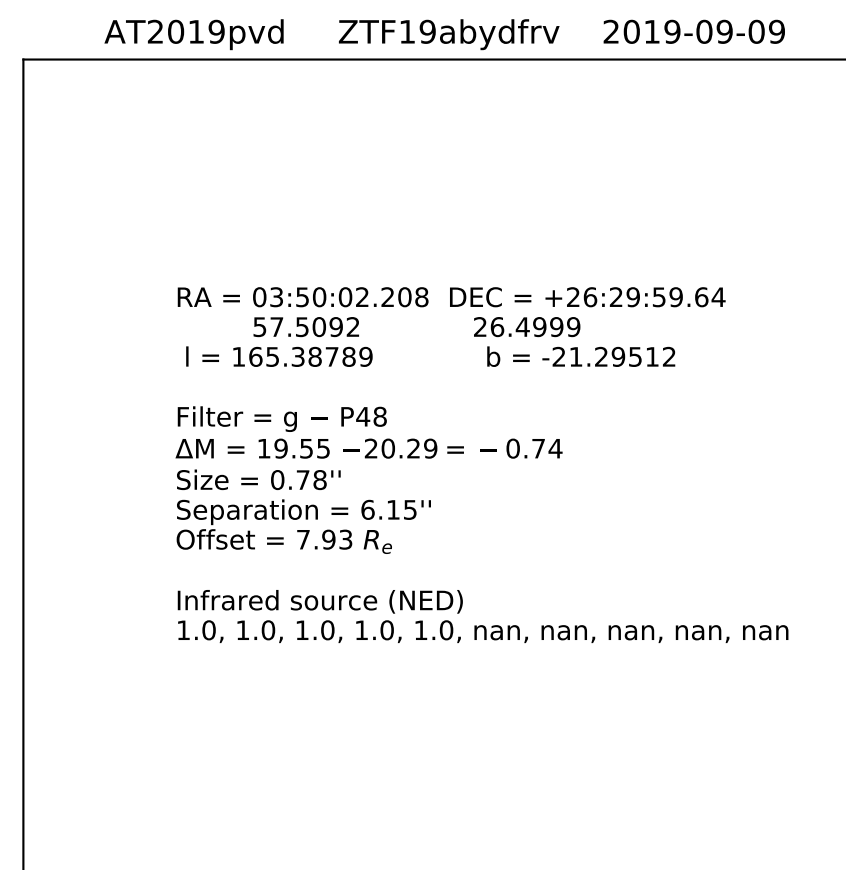 AT2019pvd ZTF19abydfrv 2019-09-09
RA = 03:50:02.208 DEC = +26:29:59.64
57.5092 26.4999
l = 165.38789 b = -21.29512
Filter = g − P48
ΔM = 19.55 −20.29 = − 0.74
Size = 0.78''
Separation = 6.15''
Offset = 7.93 Rₑ
Infrared source (NED)
1.0, 1.0, 1.0, 1.0, 1.0, nan, nan, nan, nan, nan